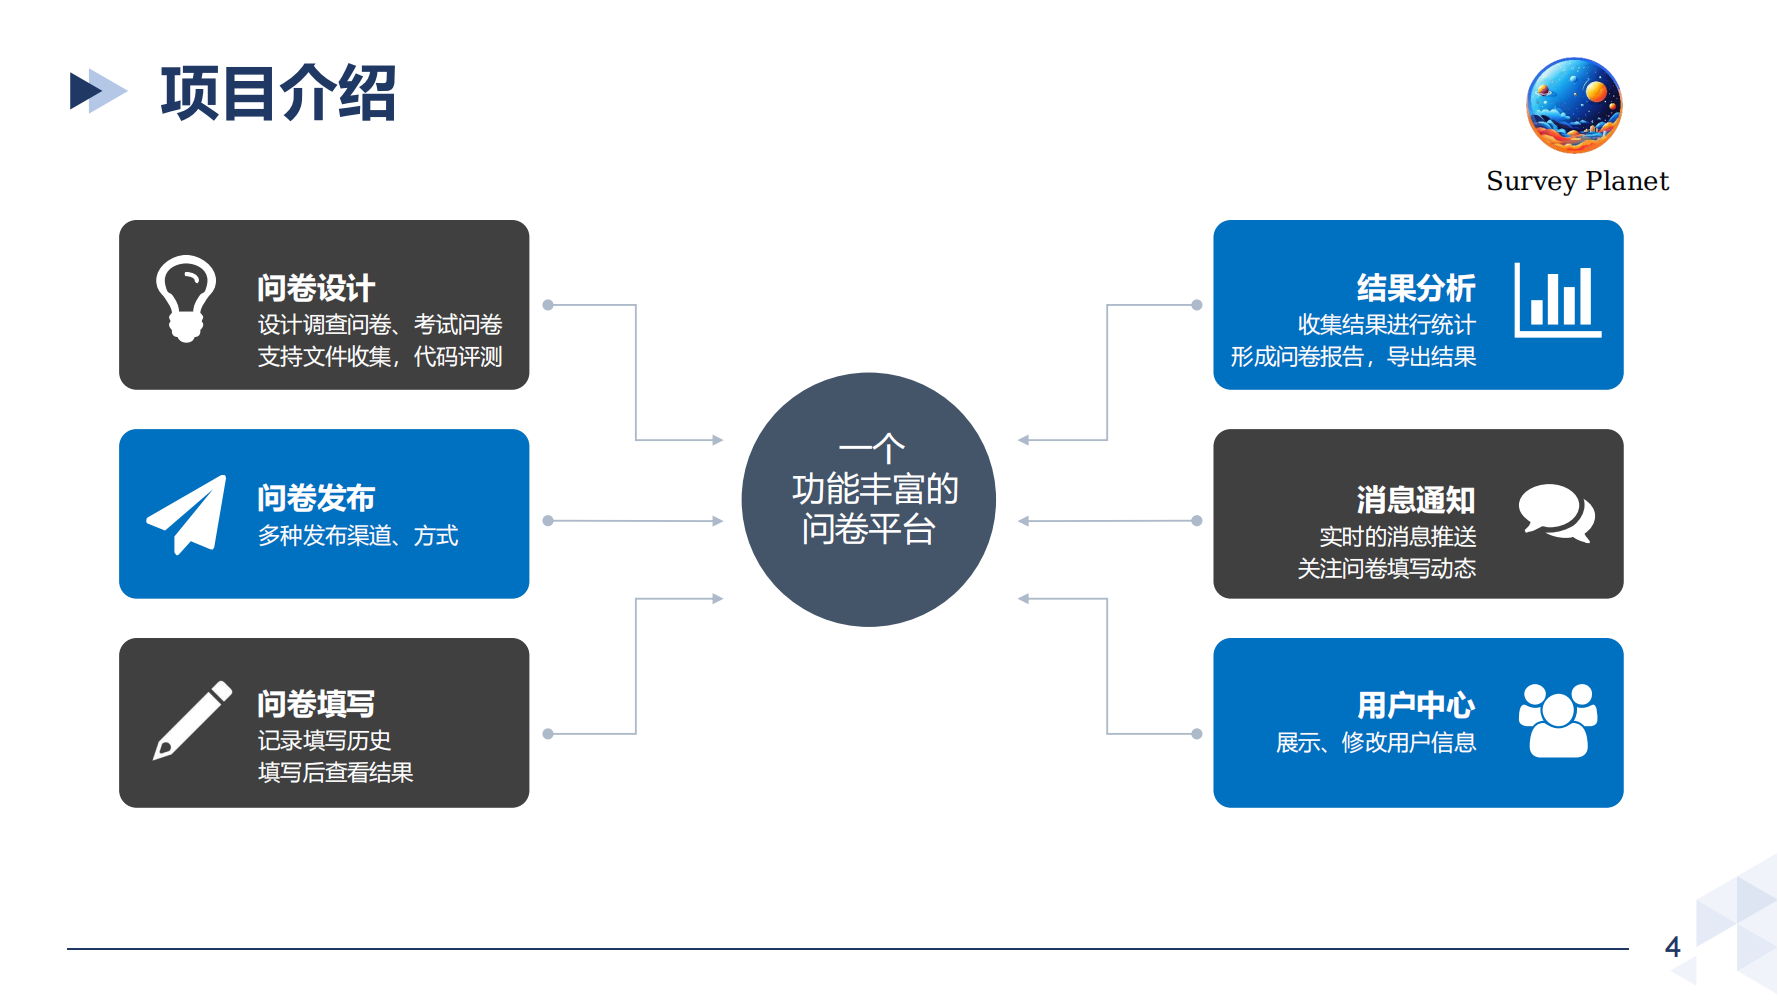 项目介绍
Survey Planet
问卷设计
设计调查问卷、考试问卷
支持文件收集，代码评测
问卷发布
多种发布渠道、方式
问卷填写
记录填写历史
填写后查看结果
一个
功能丰富的
问卷平台
结果分析
收集结果进行统计
形成问卷报告，导出结果
消息通知
实时的消息推送
关注问卷填写动态
用户中心
展示、修改用户信息
4